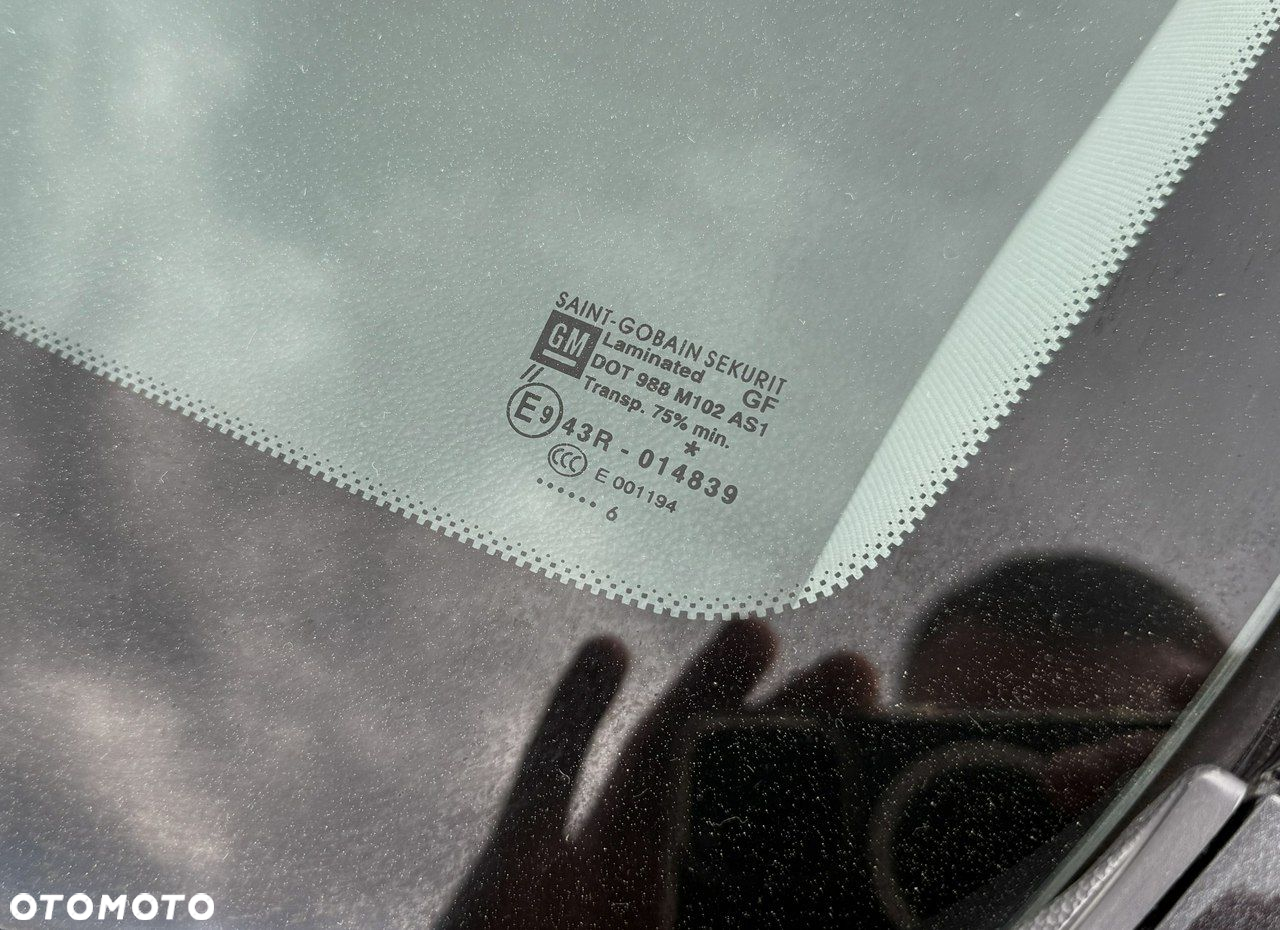 SAINT-GOBAIN SEKURIT
GM
Laminated GF
DOT 988 M102 AS1
Transp. 75% min.
//
E9 43R - 014839 *
CCC E 001194
...... 6
OTOMOTO